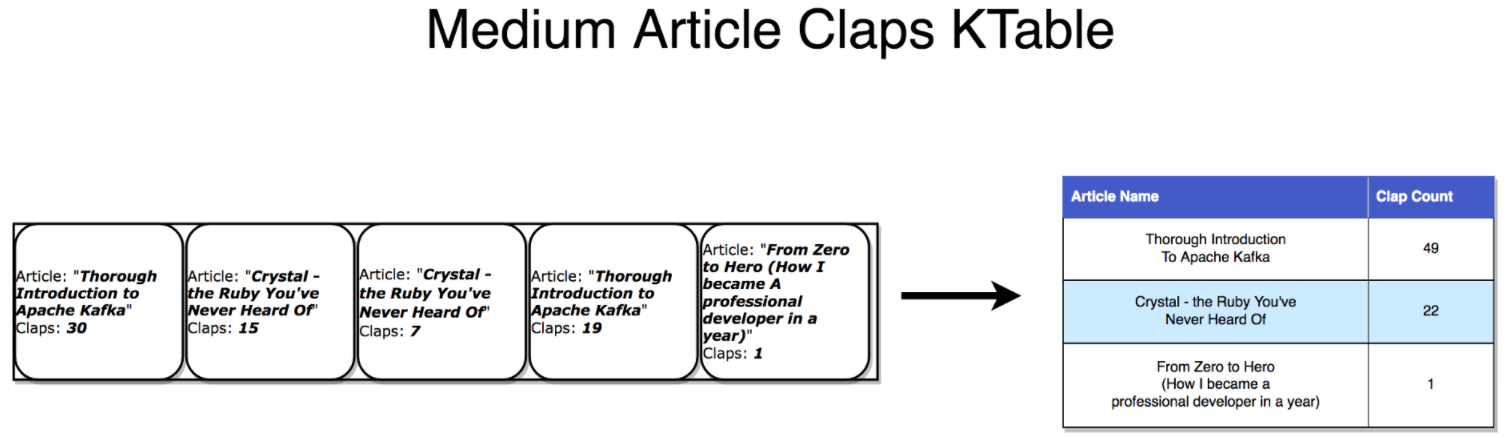 Medium Article Claps KTable
Article: "Thorough
Introduction to
Apache Kafka"
Claps: 30
Article: "Crystal -
the Ruby You've
Never Heard Of"
Claps: 15
Article: "Crystal -
the Ruby You've
Never Heard Of"
Claps: 7
Article: "Thorough
Introduction to
Apache Kafka"
Claps: 19
Article: "From Zero
to Hero (How I
became A
professional
developer in a
year)"
Claps: 1
Article Name Clap Count
Thorough Introduction
To Apache Kafka
49
Crystal - the Ruby You've
Never Heard Of
22
From Zero to Hero
(How I became a
professional developer in a year)
1